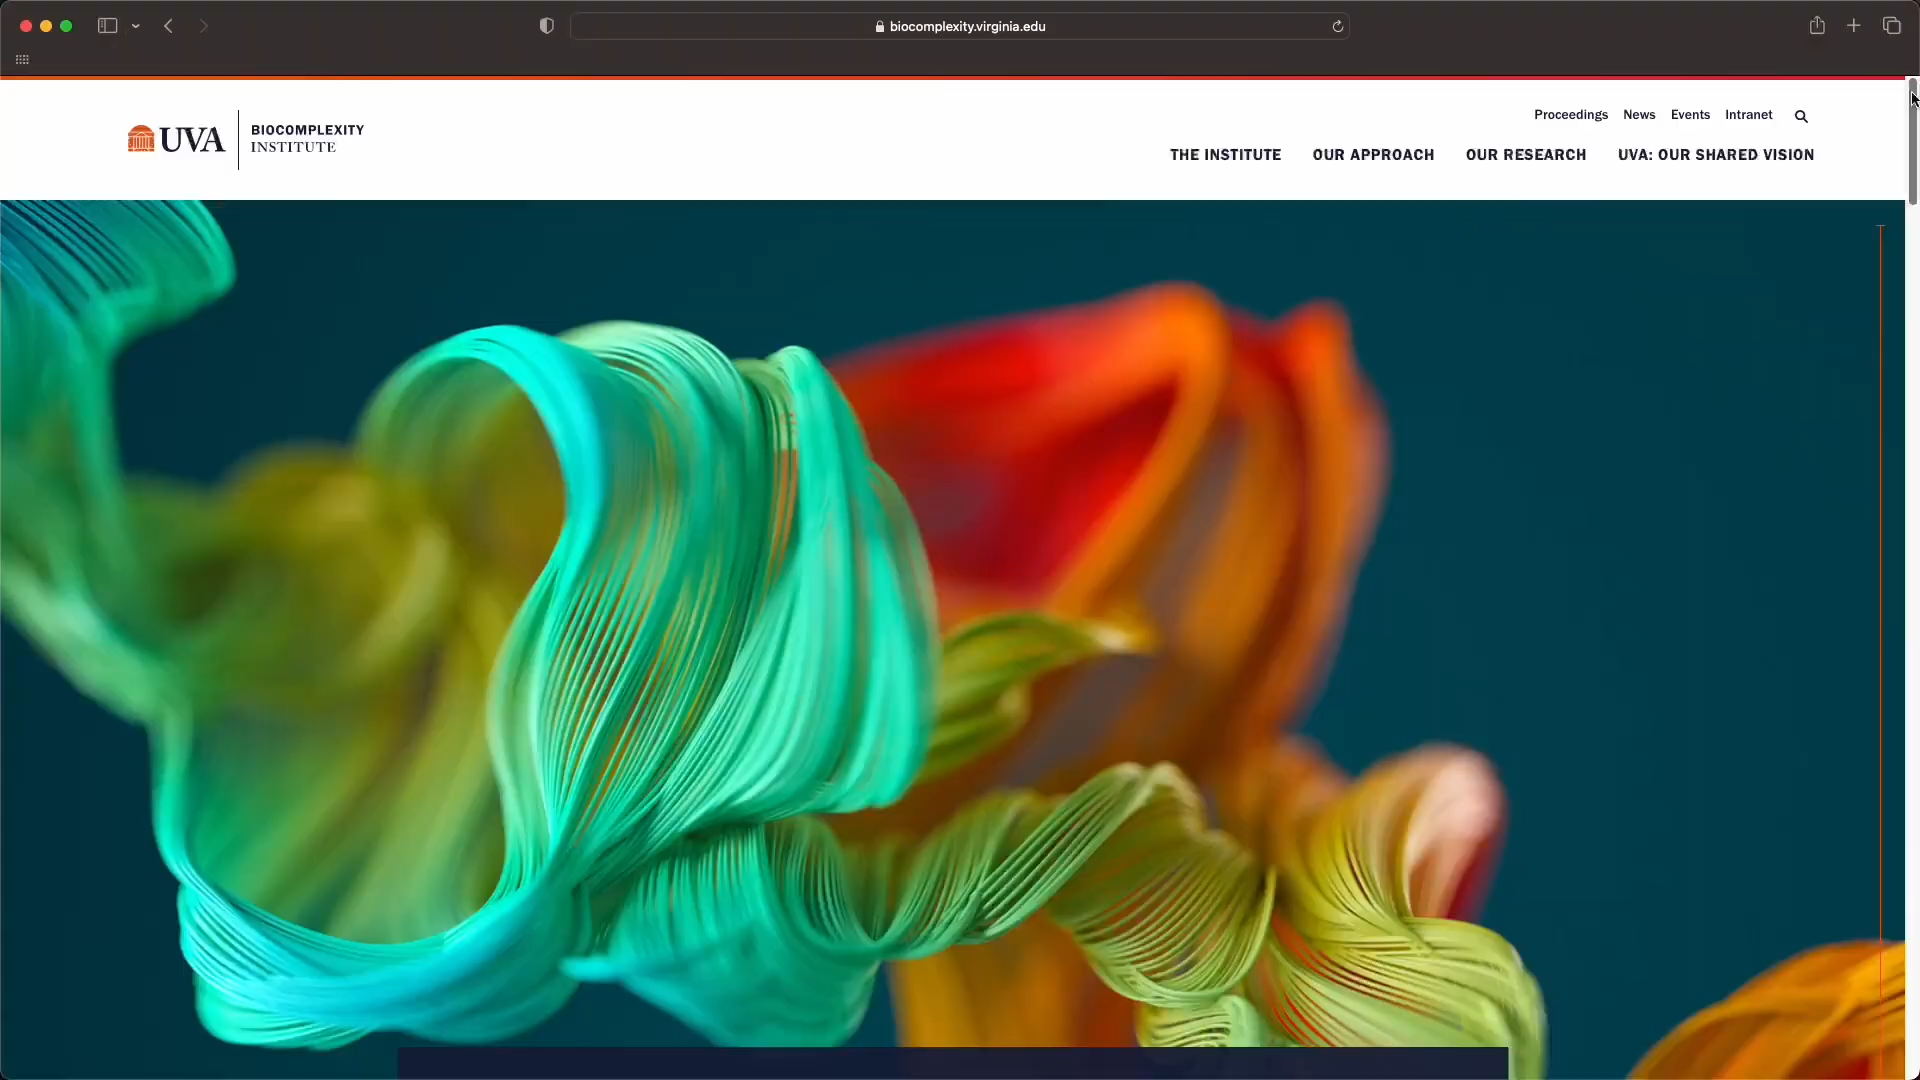 biocomplexity.virginia.edu
Proceedings News Events Intranet
UVA BIOCOMPLEXITY INSTITUTE
THE INSTITUTE OUR APPROACH OUR RESEARCH UVA: OUR SHARED VISION